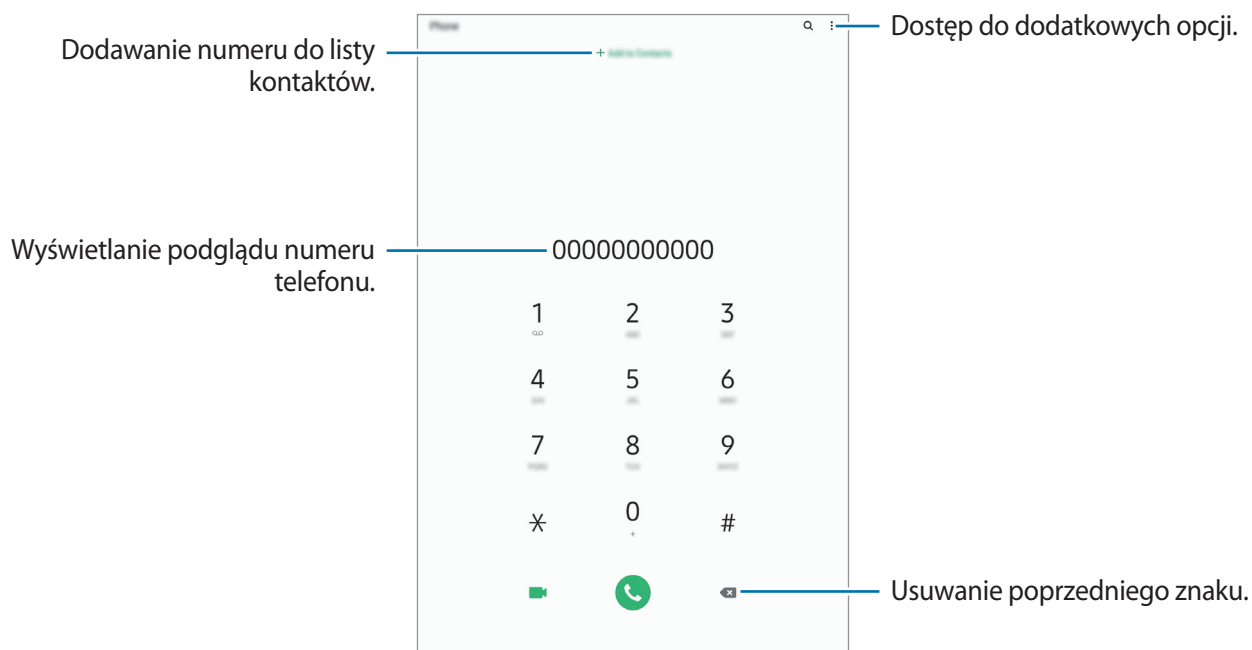 Phone
Dostęp do dodatkowych opcji.
Dodawanie numeru do listy
kontaktów.
+ Add to Contacts
Wyświetlanie podglądu numeru
telefonu.
00000000000
1 2 3
4 5 6
7 8 9
* 0 #
+
Usuwanie poprzedniego znaku.